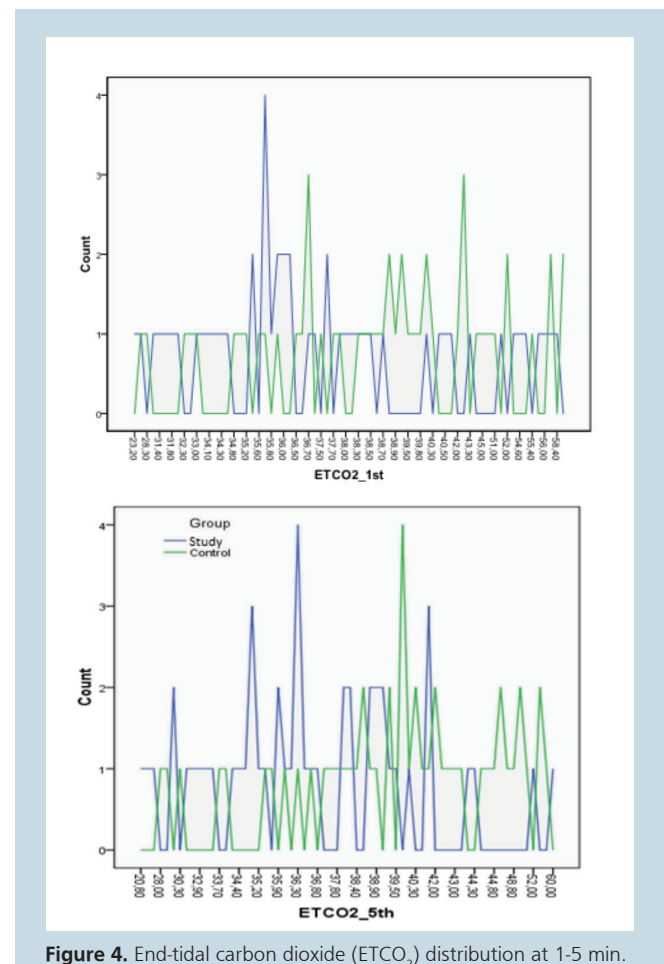 4
3
2
1
0
Count
23,20 28,30 31,40 31,80 32,30 33,00 34,10 34,30 34,80 35,20 35,60 35,80 36,00 36,50 36,70 37,50 37,70 38,00 38,30 38,50 38,70 38,90 39,50 39,80 40,30 40,50 42,00 43,30 45,00 51,00 52,00 54,60 55,40 56,00 58,40
ETCO2_1st
Group
Study
Control
4
3
2
1
0
Count
20,80 28,00 30,30 32,90 33,70 34,40 35,20 35,90 36,30 36,80 37,80 38,40 38,90 39,50 40,30 42,00 43,00 44,30 44,80 48,80 52,00 60,00
ETCO2_5th
Figure 4. End-tidal carbon dioxide (ETCO₂) distribution at 1-5 min.